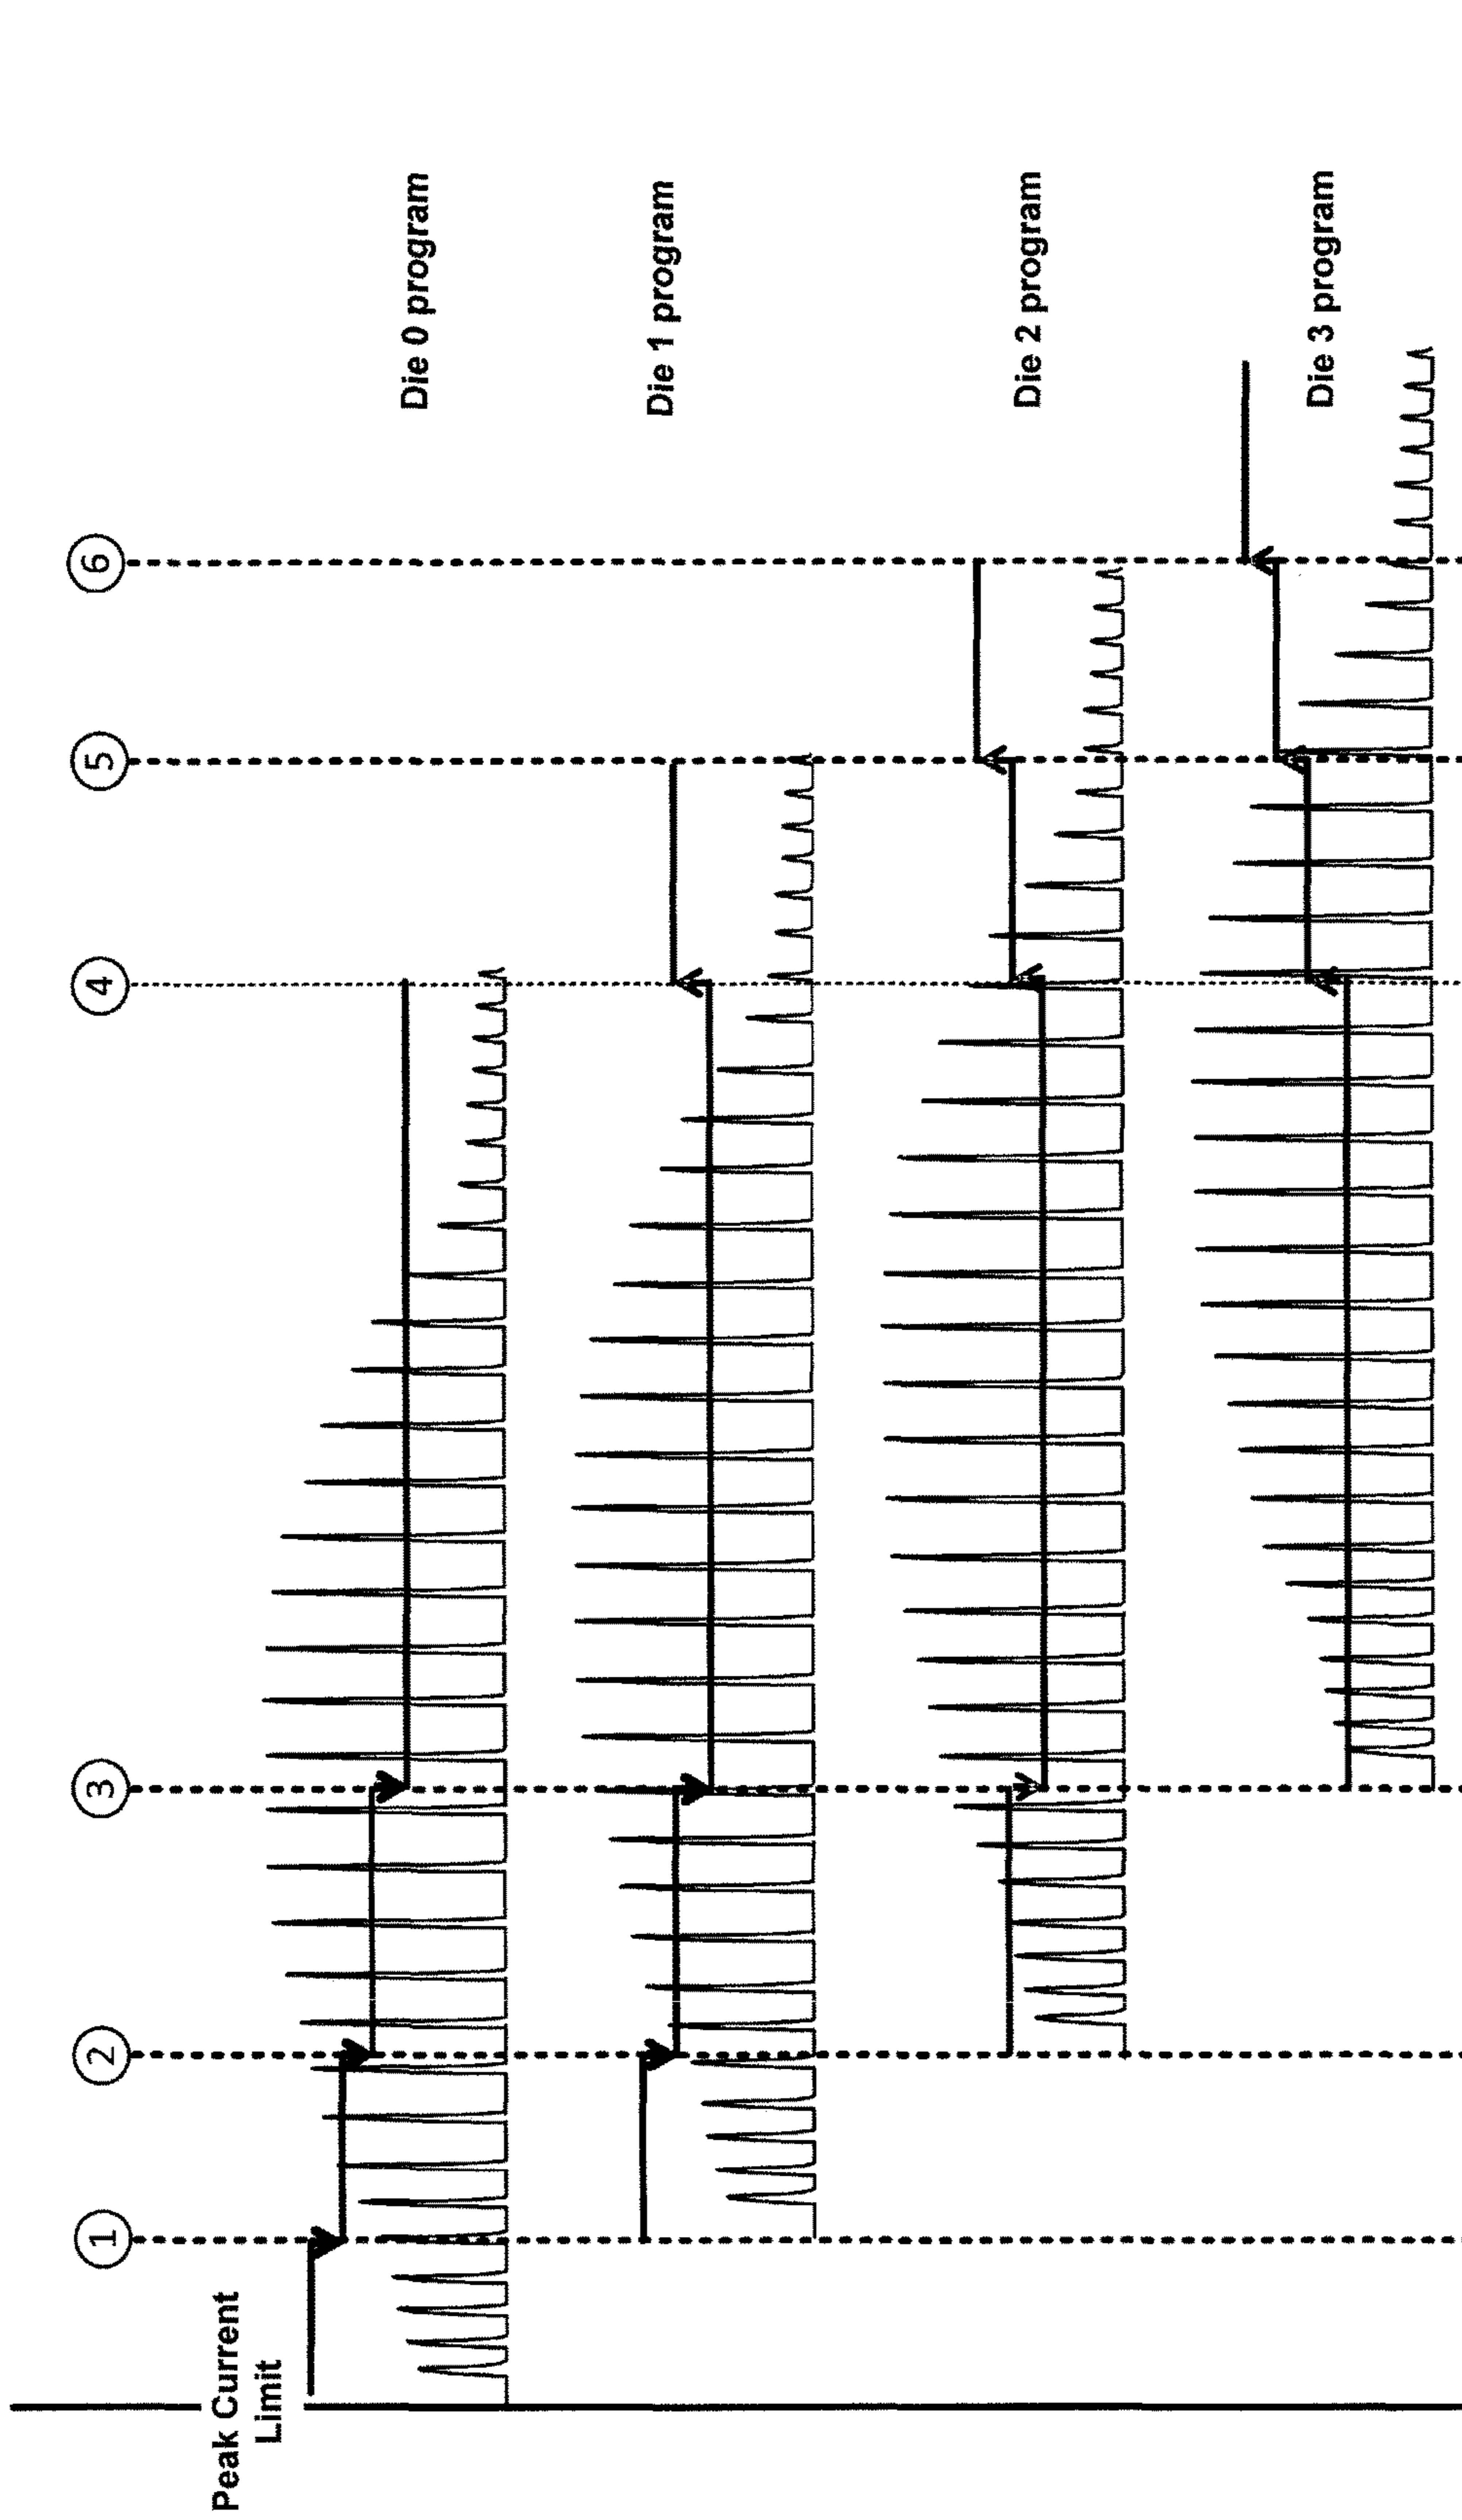 1
2
3
4
5
6
Peak Current
Limit
Die 0 program
Die 1 program
Die 2 program
Die 3 program